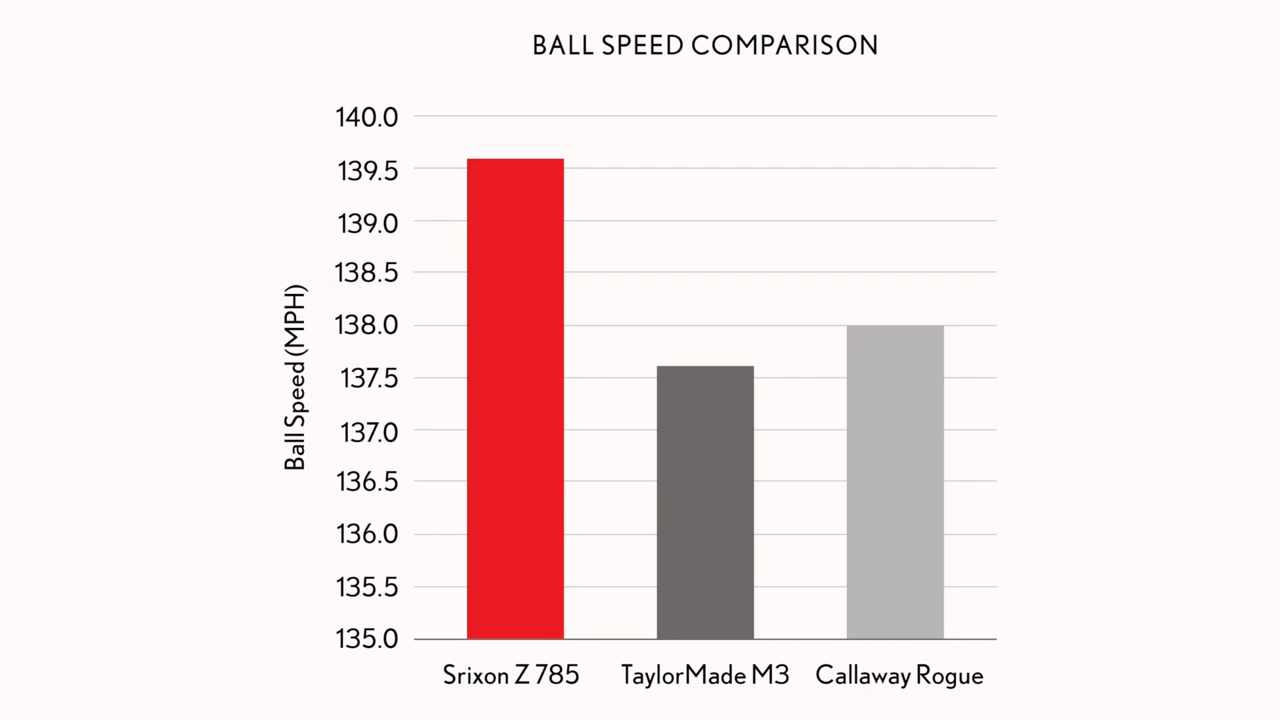 BALL SPEED COMPARISON
140.0
139.5
139.0
138.5
138.0
137.5
137.0
136.5
136.0
135.5
135.0
Ball Speed (MPH)
Srixon Z 785
TaylorMade M3
Callaway Rogue